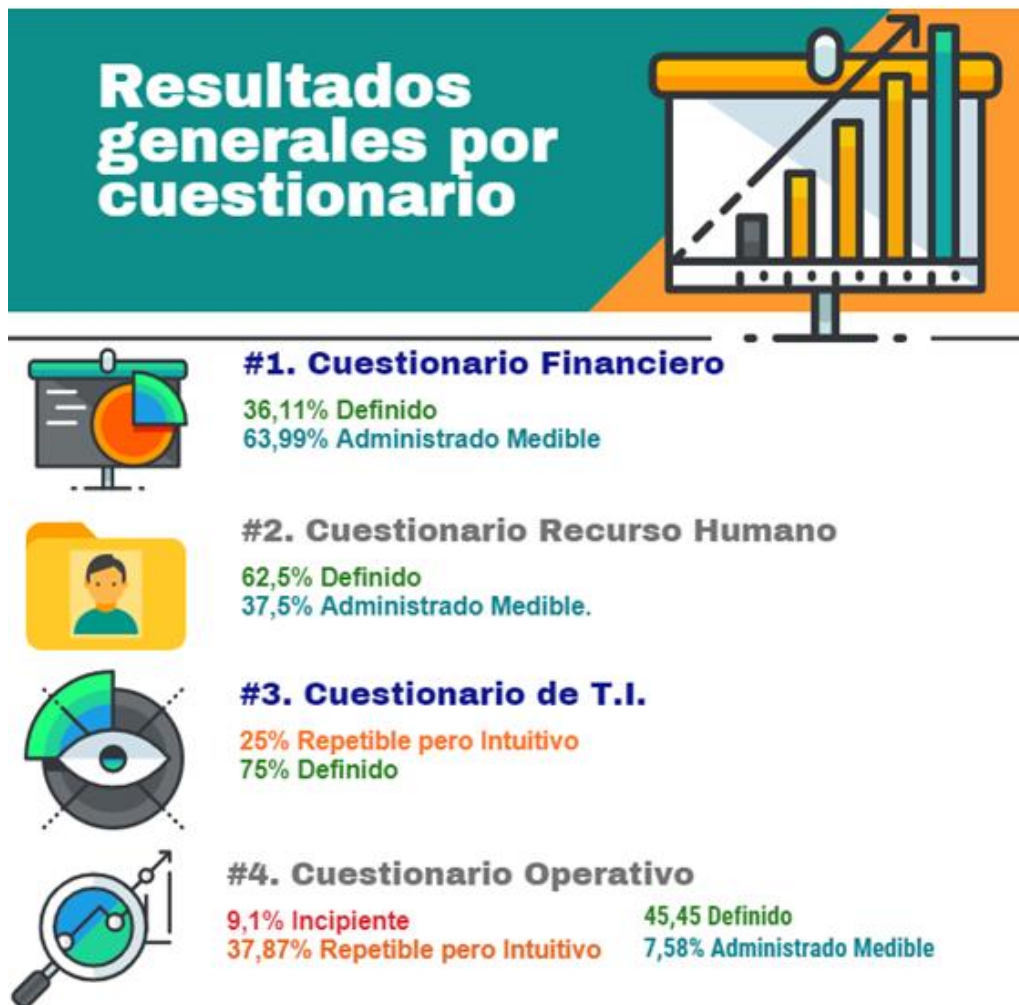 Resultados
generales por
cuestionario
#1. Cuestionario Financiero
36,11% Definido
63,99% Administrado Medible
#2. Cuestionario Recurso Humano
62,5% Definido
37,5% Administrado Medible.
#3. Cuestionario de T.I.
25% Repetible pero Intuitivo
75% Definido
#4. Cuestionario Operativo
9,1% Incipiente
37,87% Repetible pero Intuitivo
45,45 Definido
7,58% Administrado Medible